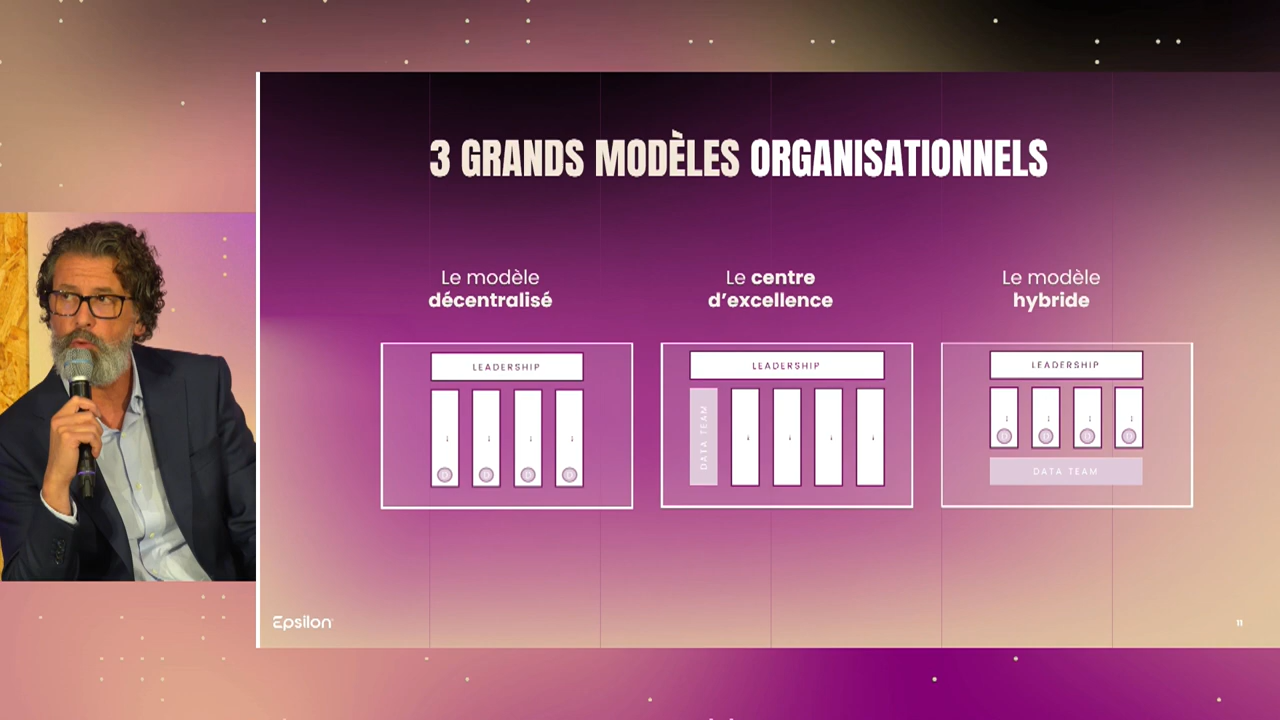 3 GRANDS MODÈLES ORGANISATIONNELS
Le modèle
décentralisé
Le centre
d'excellence
Le modèle
hybride
LEADERSHIP
D
D
D
D
LEADERSHIP
DATA TEAM
LEADERSHIP
D
D
D
D
DATA TEAM
Epsilon
11